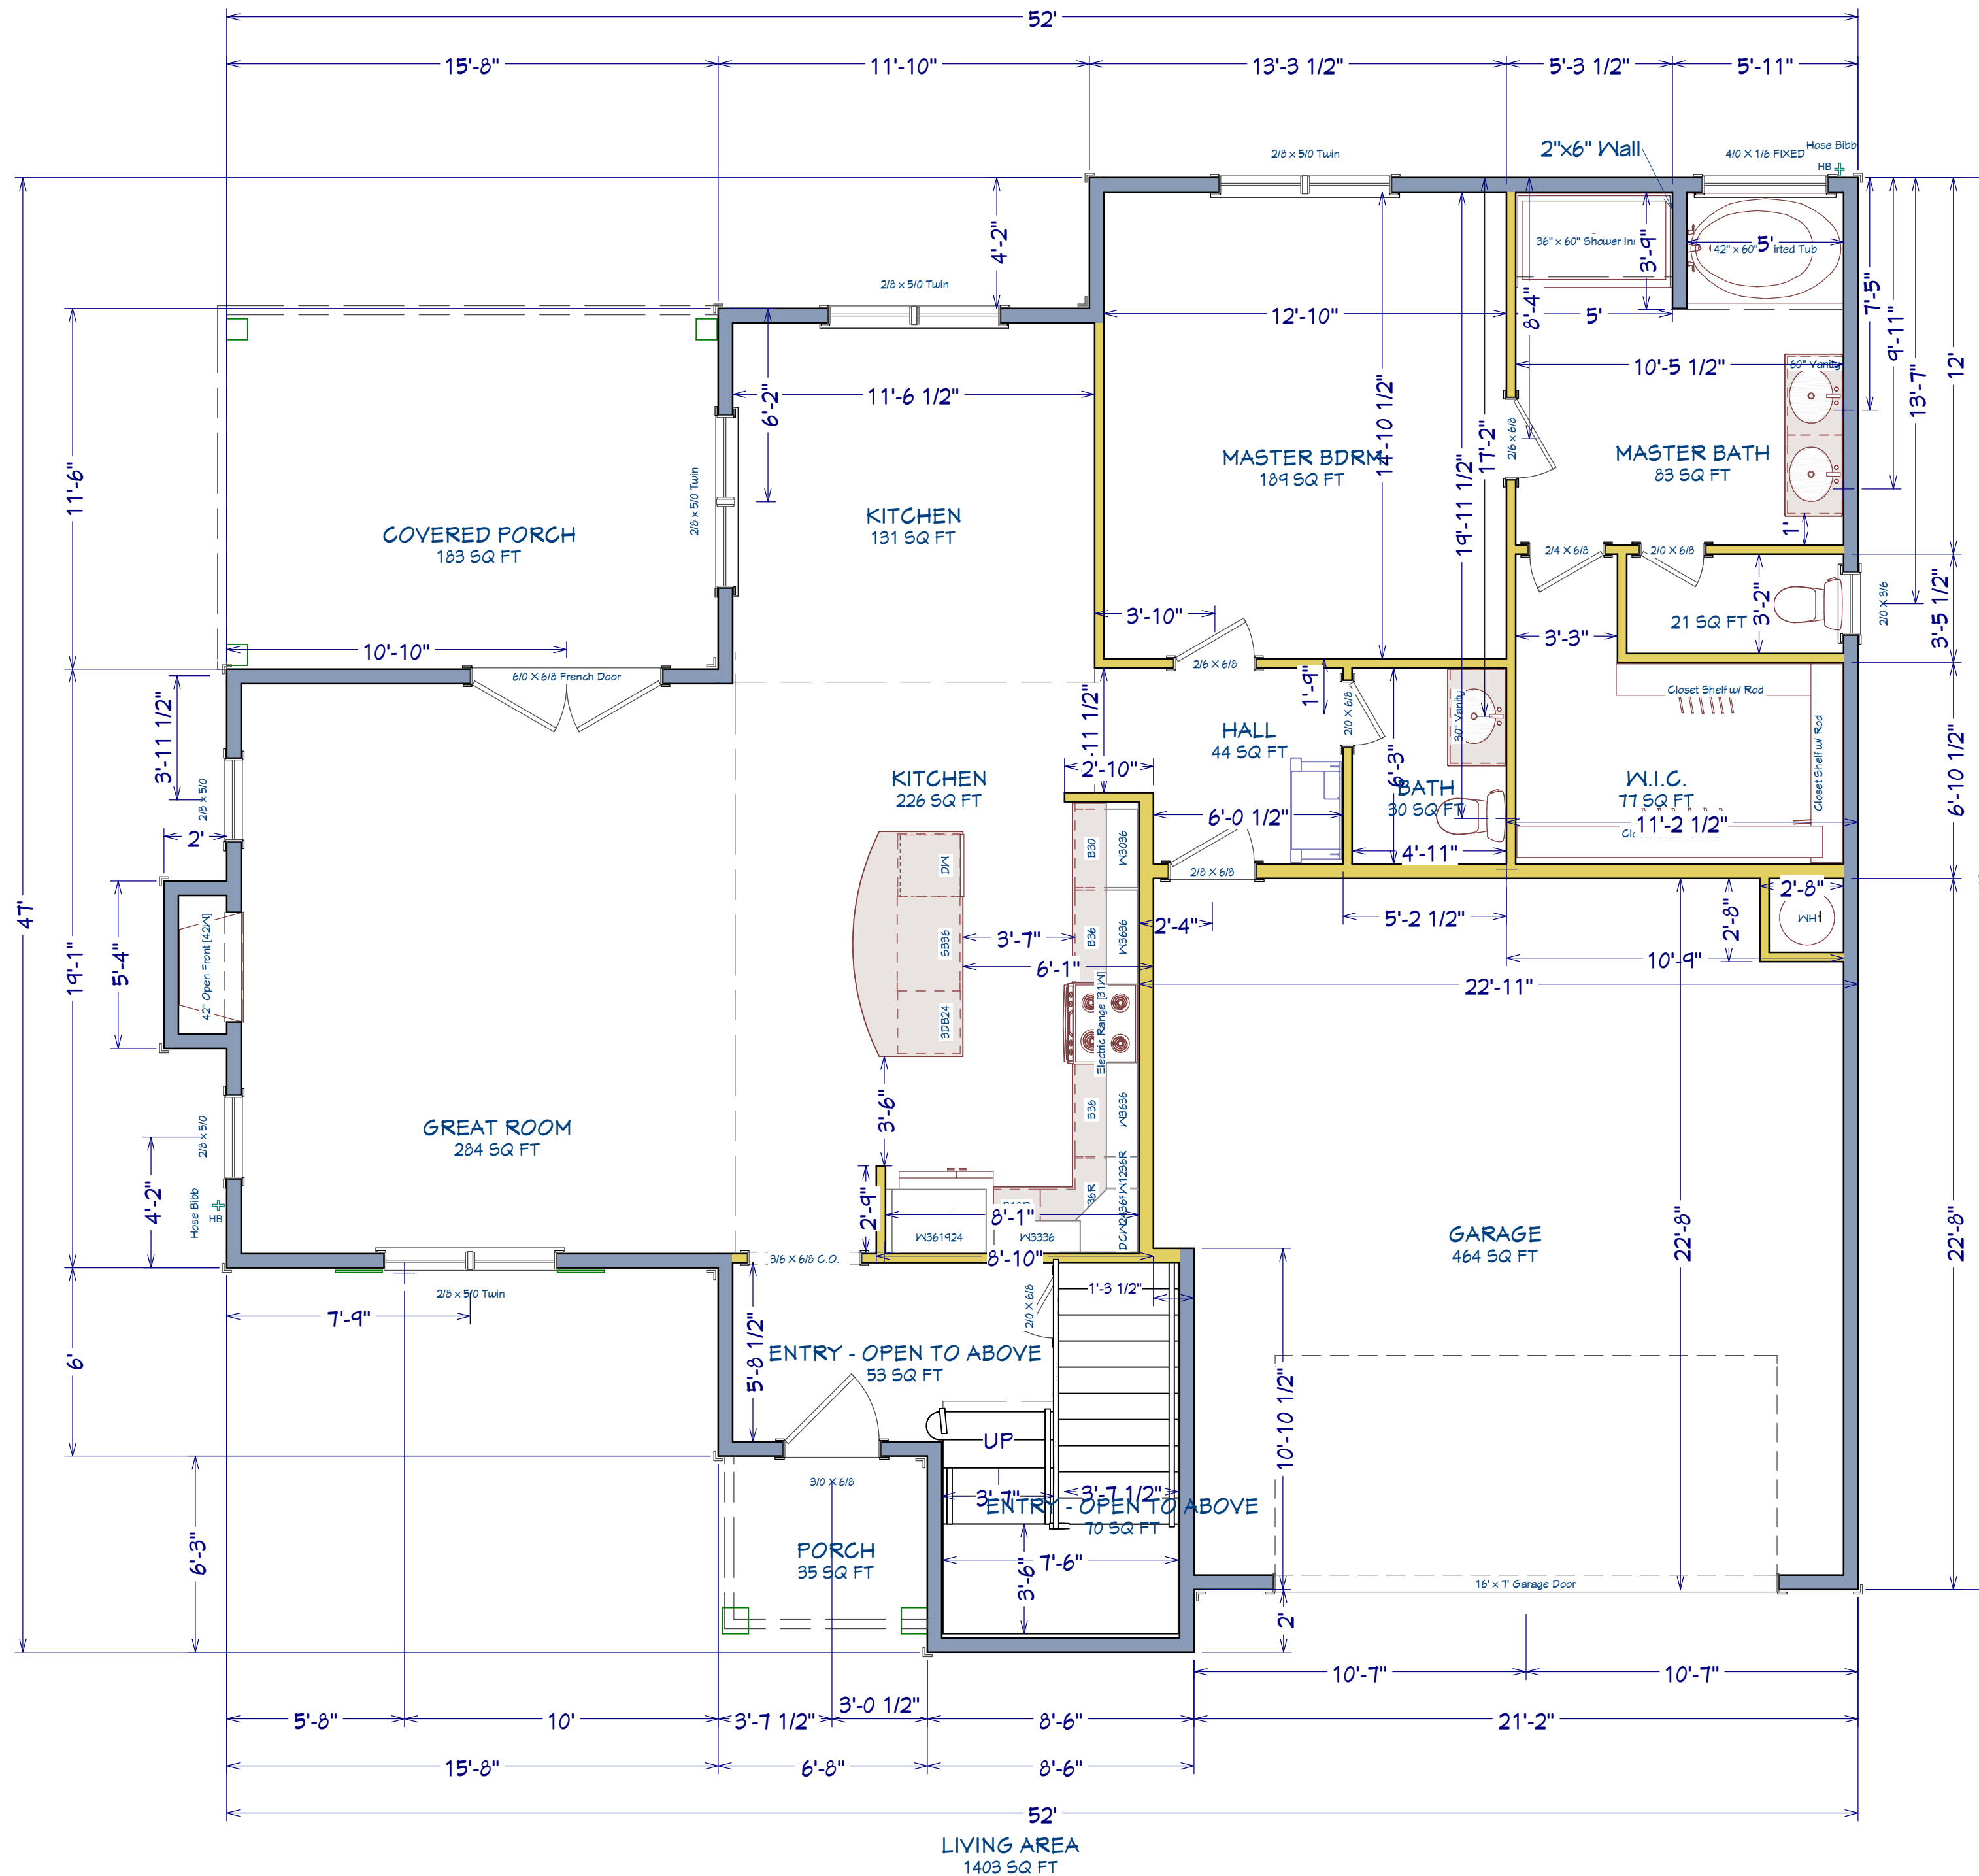 52'
15'-8" 11'-10" 13'-3 1/2" 5'-3 1/2" 5'-11"
2/8 x 5/0 Twin
2"x6" Wall
4/0 X 1/6 FIXED
Hose Bibb
HB
4'-2"
2/8 x 5/0 Twin
36" x 60" Shower
3'-9"
42" x 60"
5'
Tub
12'-10"
8'-4"
5'
7'-5"
9'-11"
13'-7"
12'
10'-5 1/2"
60" Vanity
6'-2"
11'-6 1/2"
14'-10 1/2"
17'-2"
19'-11 1/2"
2/6 x 6/8
MASTER BDRM
189 SQ FT
MASTER BATH
83 SQ FT
11'-6"
2/8 x 5/0 Twin
KITCHEN
131 SQ FT
COVERED PORCH
183 SQ FT
1'
2/4 X 6/8
2/0 X 6/8
3'-10"
3'-3"
21 SQ FT
3'-2"
2/0 X 3/6
3'-5 1/2"
10'-10"
6/0 X 6/8 French Door
2/6 X 6/8
1'-9"
2/0 X 6/8
30" Vanity
Closet Shelf w/ Rod
Closet Shelf w/ Rod
3'-11 1/2"
2/8 x 5/0
11 1/2"
HALL
44 SQ FT
2'-10"
KITCHEN
226 SQ FT
6'-3"
BATH
30 SQ FT
W.I.C.
77 SQ FT
6'-10 1/2"
2'
6'-0 1/2"
11'-2 1/2"
4'-11"
DW
B30
W3036
2/8 X 6/8
47'
19'-1"
5'-4"
42" Open Front [42W]
SB36
3'-7"
B36
W3636
2'-4"
5'-2 1/2"
2'-8"
2'-8"
WH
6'-1"
10'-9"
22'-11"
3DB24
Electric Range [31W]
3'-6"
B36
W3636
GREAT ROOM
284 SQ FT
4'-2"
2/8 x 5/0
Hose Bibb
HB
2'-9"
36R
W1236R
8'-1"
W361924
W3336
3/6 X 6/8 C.O.
8'-10"
GARAGE
464 SQ FT
22'-8"
22'-8"
2/8 x 5/0 Twin
7'-9"
1'-3 1/2"
2/0 X 6/8
6'
5'-8 1/2"
ENTRY - OPEN TO ABOVE
53 SQ FT
10'-10 1/2"
UP
3/0 X 6/8
3'-7"
3'-7 1/2"
ENTRY - OPEN TO ABOVE
70 SQ FT
6'-3"
PORCH
35 SQ FT
7'-6"
3'-6"
16' x 7' Garage Door
2'
10'-7" 10'-7"
5'-8" 10' 3'-7 1/2" 3'-0 1/2" 8'-6" 21'-2"
15'-8" 6'-8" 8'-6"
52'
LIVING AREA
1403 SQ FT